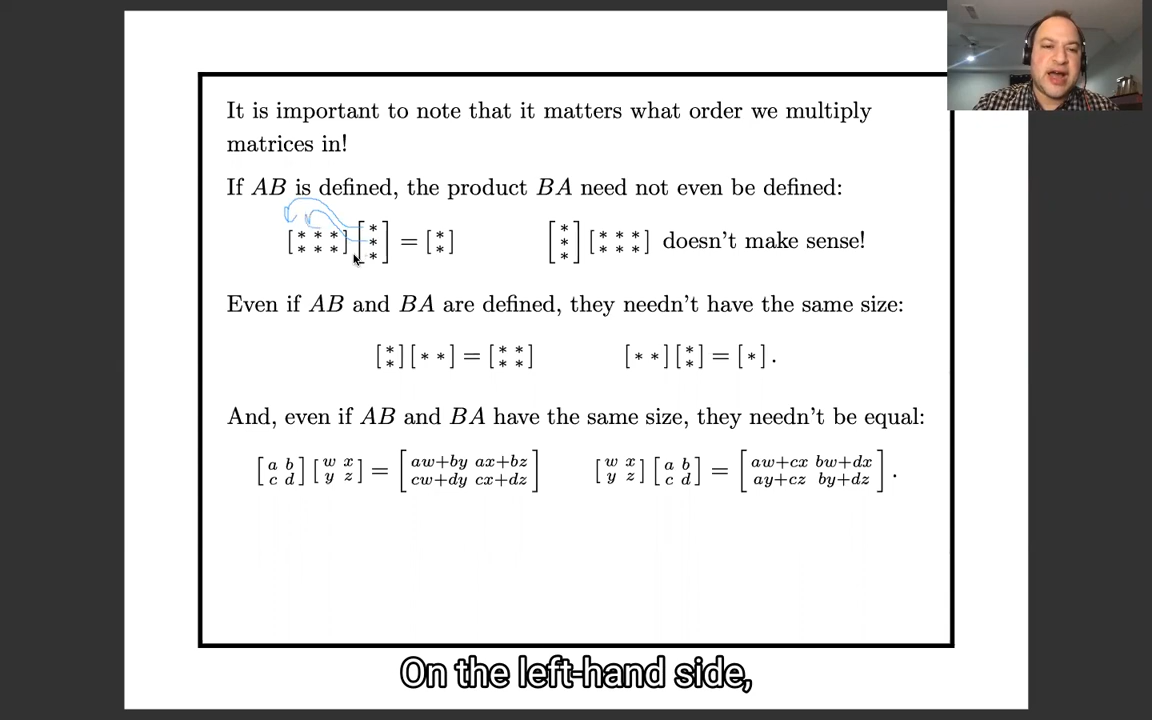 It is important to note that it matters what order we multiply
matrices in!
If AB is defined, the product BA need not even be defined:
[* * * / * * *][* / * / *] = [* / *]    [* / * / *][* * * / * * *] doesn't make sense!
Even if AB and BA are defined, they needn't have the same size:
[* / *][* *] = [* * / * *]    [* *][* / *] = [*].
And, even if AB and BA have the same size, they needn't be equal:
[a b / c d][w x / y z] = [aw+by ax+bz / cw+dy cx+dz]    [w x / y z][a b / c d] = [aw+cx bw+dx / ay+cz by+dz].
On the left-hand side,